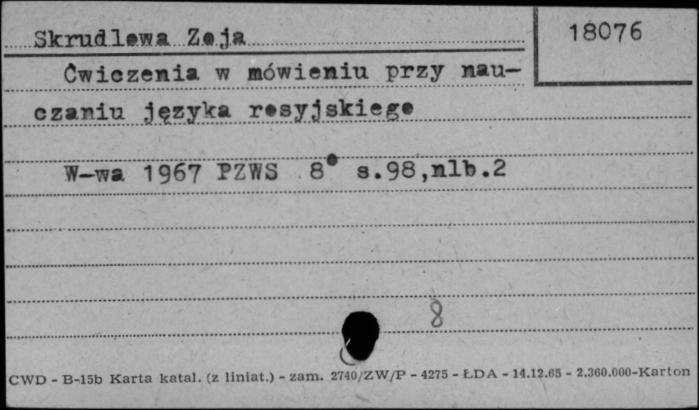 Skrudlewa Zoja
18076
Ćwiczenia w mówieniu przy nau-
czaniu języka rosyjskiego
W-wa 1967 PZWS 8° s.98,nlb.2
8
CWD - B-15b Karta katal. (z liniat.) - zam. 2740/ZW/P - 4275 - ŁDA - 14.12.65 - 2.360.000-Karton